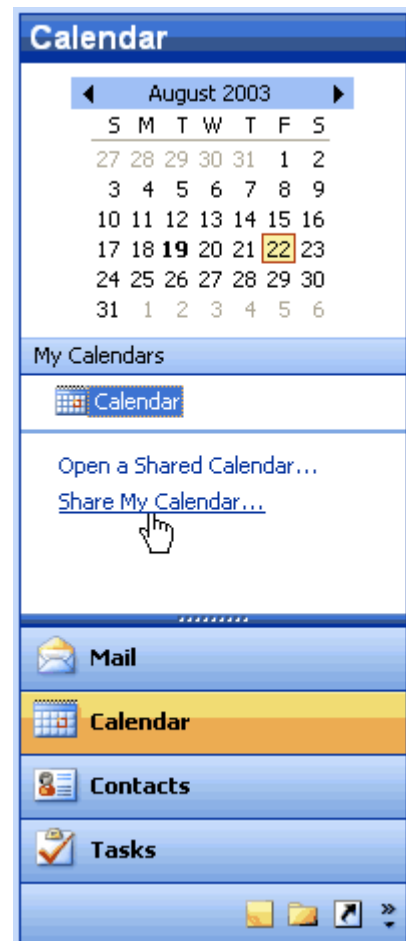 Calendar
August 2003
S M T W T F S
27 28 29 30 31 1 2
3 4 5 6 7 8 9
10 11 12 13 14 15 16
17 18 19 20 21 22 23
24 25 26 27 28 29 30
31 1 2 3 4 5 6
My Calendars
Calendar
Open a Shared Calendar...
Share My Calendar...
Mail
Calendar
Contacts
Tasks